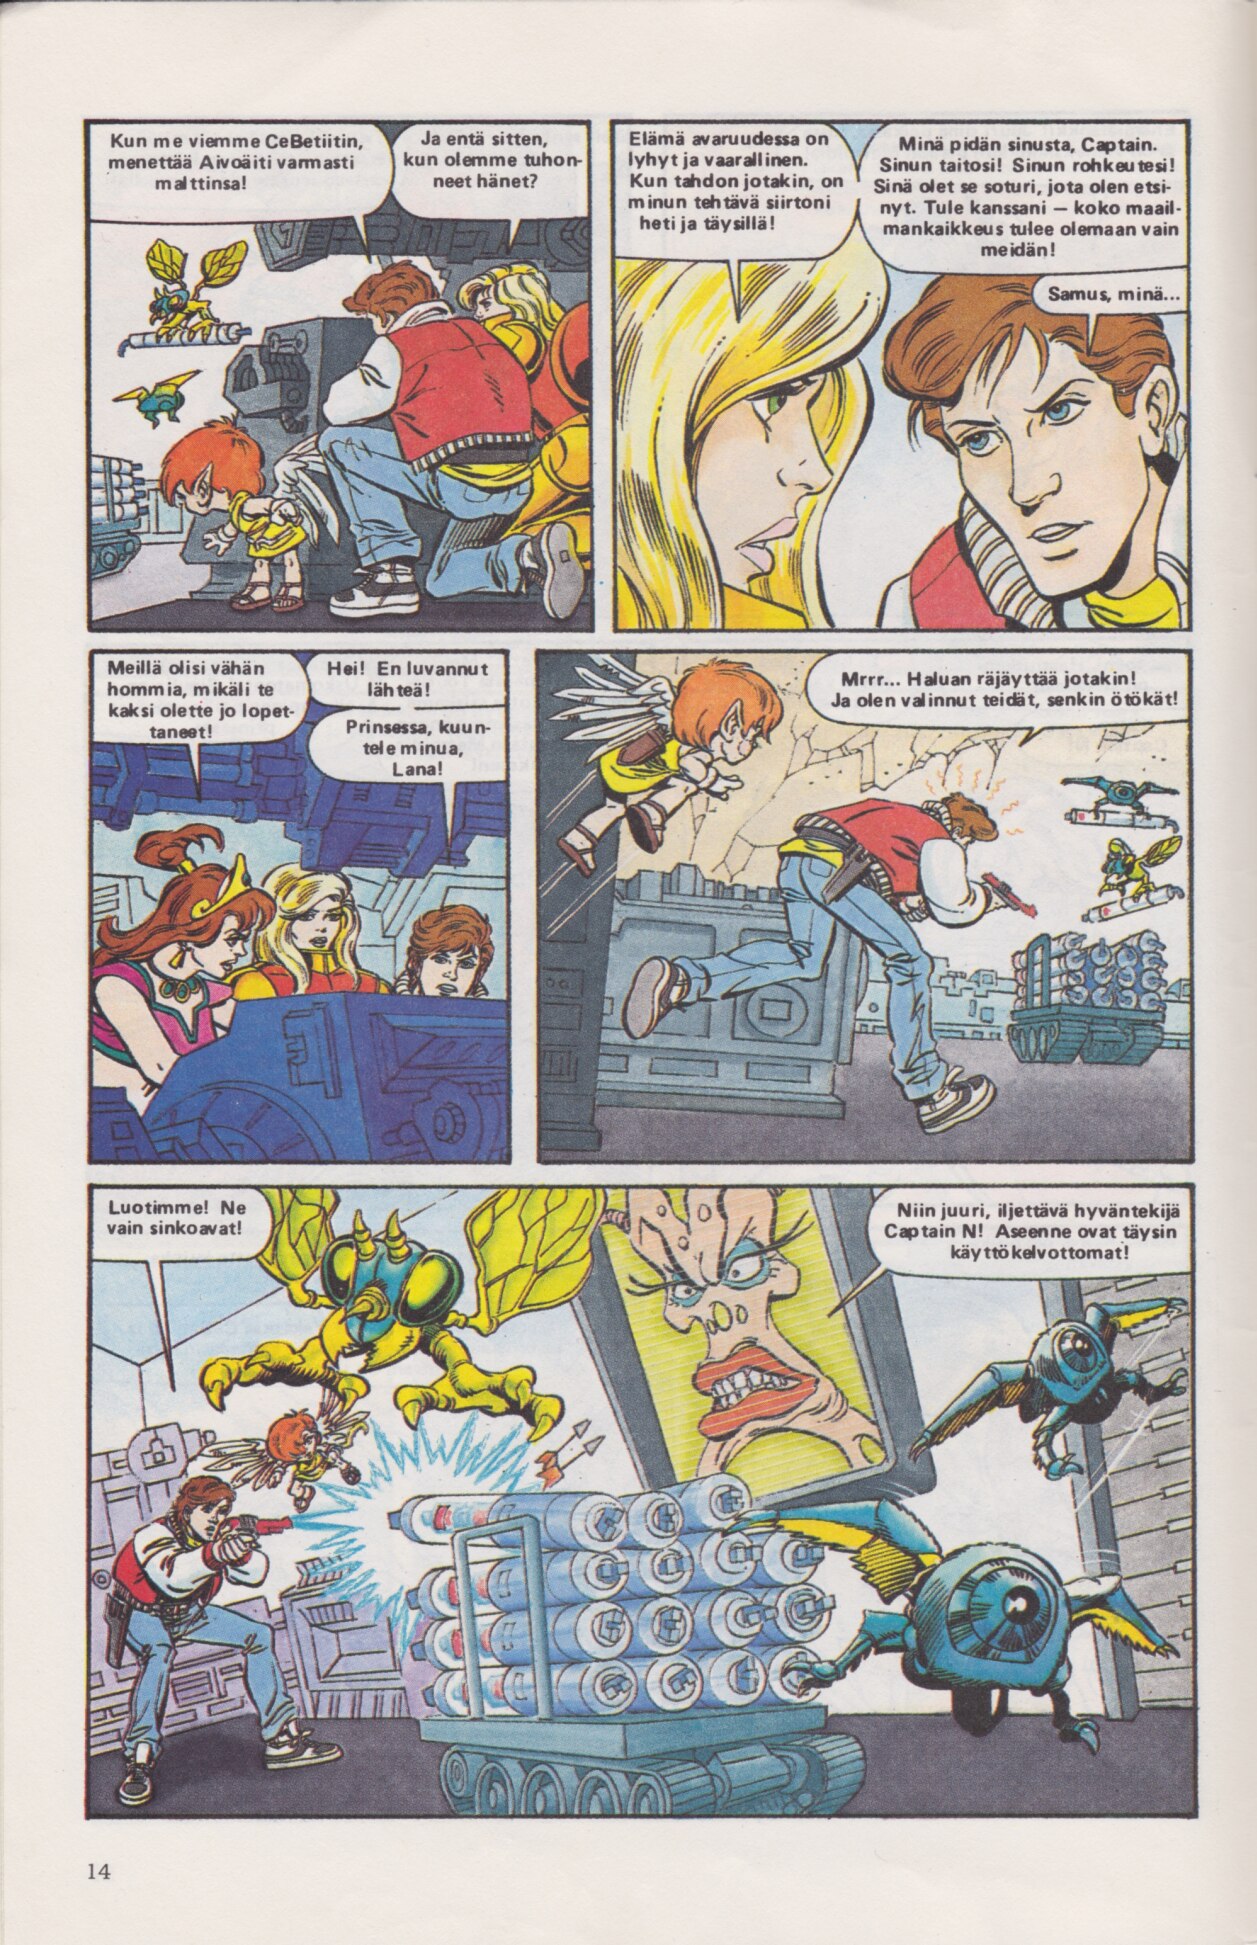 Kun me viemme CeBetiitin,
menettää Aivoäiti varmasti
malttinsa!
Ja entä sitten,
kun olemme tuhon-
neet hänet?
Elämä avaruudessa on
lyhyt ja vaarallinen.
Kun tahdon jotakin, on
minun tehtävä siirtoni
heti ja täysillä!
Minä pidän sinusta, Captain.
Sinun taitosi! Sinun rohkeutesi!
Sinä olet se soturi, jota olen etsi-
nyt. Tule kanssani — koko maail-
mankaikkeus tulee olemaan vain
meidän!
Samus, minä...
Meillä olisi vähän
hommia, mikäli te
kaksi olette jo lopet-
taneet!
Hei! En luvannut
lähteä!
Prinsessa, kuun-
tele minua,
Lana!
Mrrr... Haluan räjäyttää jotakin!
Ja olen valinnut teidät, senkin ötökät!
Luotimme! Ne
vain sinkoavat!
Niin juuri, iljettävä hyväntekijä
Captain N! Aseenne ovat täysin
käyttökelvottomat!
14